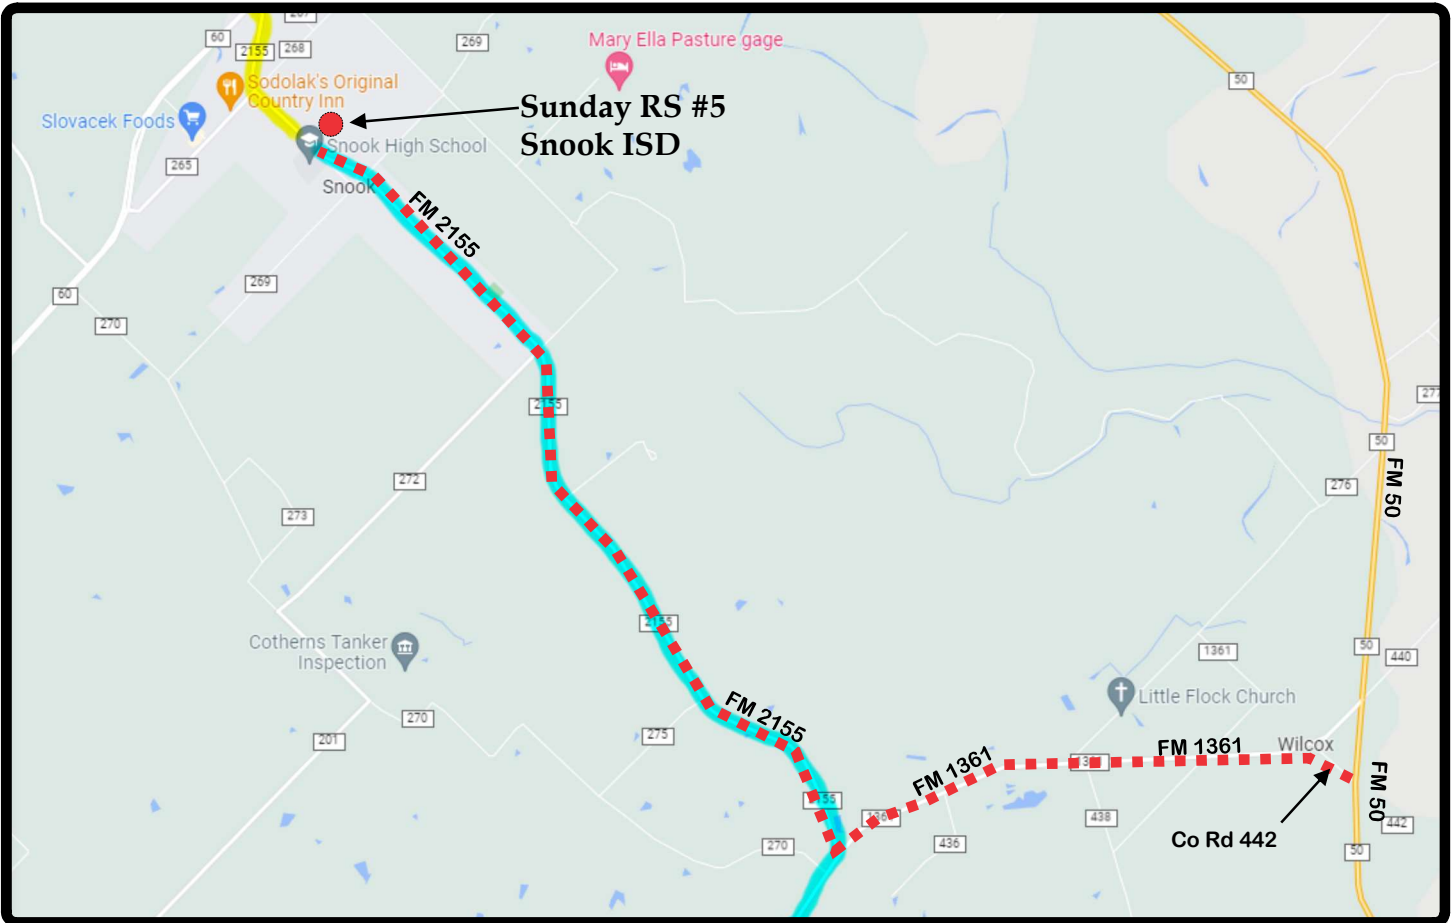 267
60
2155
268
269
Mary Ella Pasture gage
Sodolak's Original
Country Inn
Slovacek Foods
Sunday RS #5
Snook ISD
Snook High School
265
Snook
50
FM 2155
269
60
270
2155
277
50
FM 50
272
276
273
2155
Cotherns Tanker
Inspection
1361
50
440
Little Flock Church
270
FM 2155
275
201
Wilcox
FM 1361
FM 1361
1361
FM 50
2155
1361
438
442
Co Rd 442
270
436
50